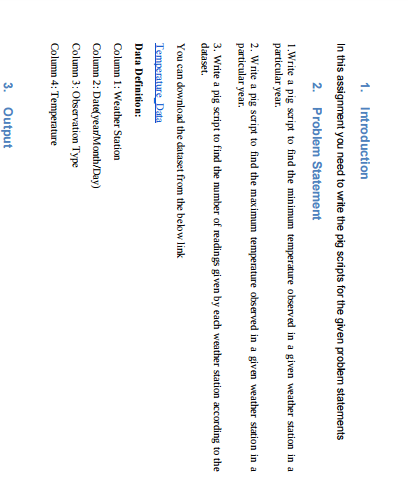 1. Introduction
In this assignment you need to write the pig scripts for the given problem statements
2. Problem Statement
1.Write a pig script to find the minimum temperature observed in a given weather station in a
particular year.
2. Write a pig script to find the maximum temperature observed in a given weather station in a
particular year.
3. Write a pig script to find the number of readings given by each weather station according to the
dataset.
You can download the dataset from the below link
Temperature_Data
Data Definition:
Column 1: Weather Station
Column 2: Date(year/Month/Day)
Column 3: Observation Type
Column 4: Temperature
3. Output